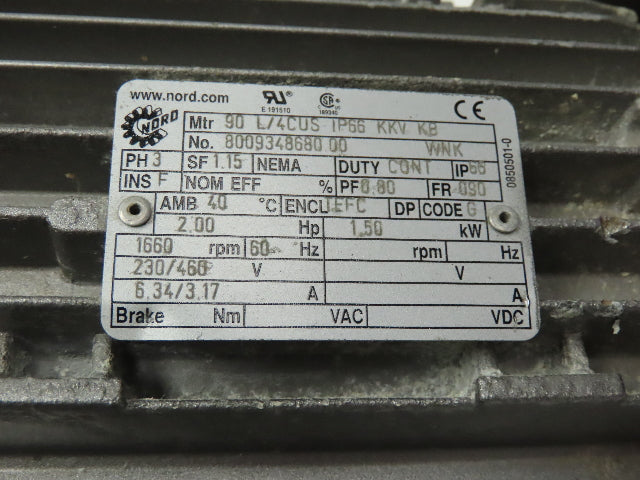 www.nord.com
E 191510
SA
189340
CE
NORD
Mtr 90 L/4CUS IP66 KKV KB
No. 8009348680 00 WNK
PH 3 SF 1.15 NEMA DUTY CONT IP66
INS F NOM EFF % PF 0.80 FR 090
AMB 40 °C ENCL TEFC DP CODE G
2.00 Hp 1.50 kW
1660 rpm 60 Hz rpm Hz
230/460 V V
6.34/3.17 A A
Brake Nm VAC VDC
0850501-0